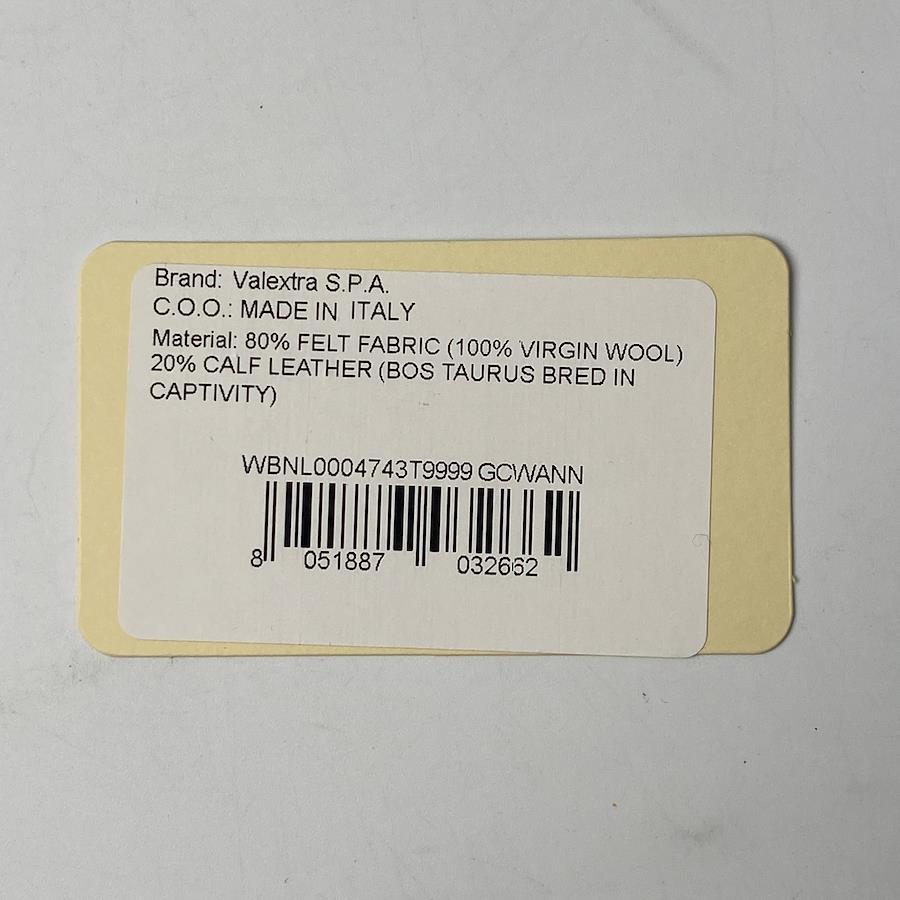 Brand: Valextra S.P.A.
C.O.O.: MADE IN ITALY
Material: 80% FELT FABRIC (100% VIRGIN WOOL)
20% CALF LEATHER (BOS TAURUS BRED IN
CAPTIVITY)
WBNL0004743T9999 GCWANN
8 051887 032662